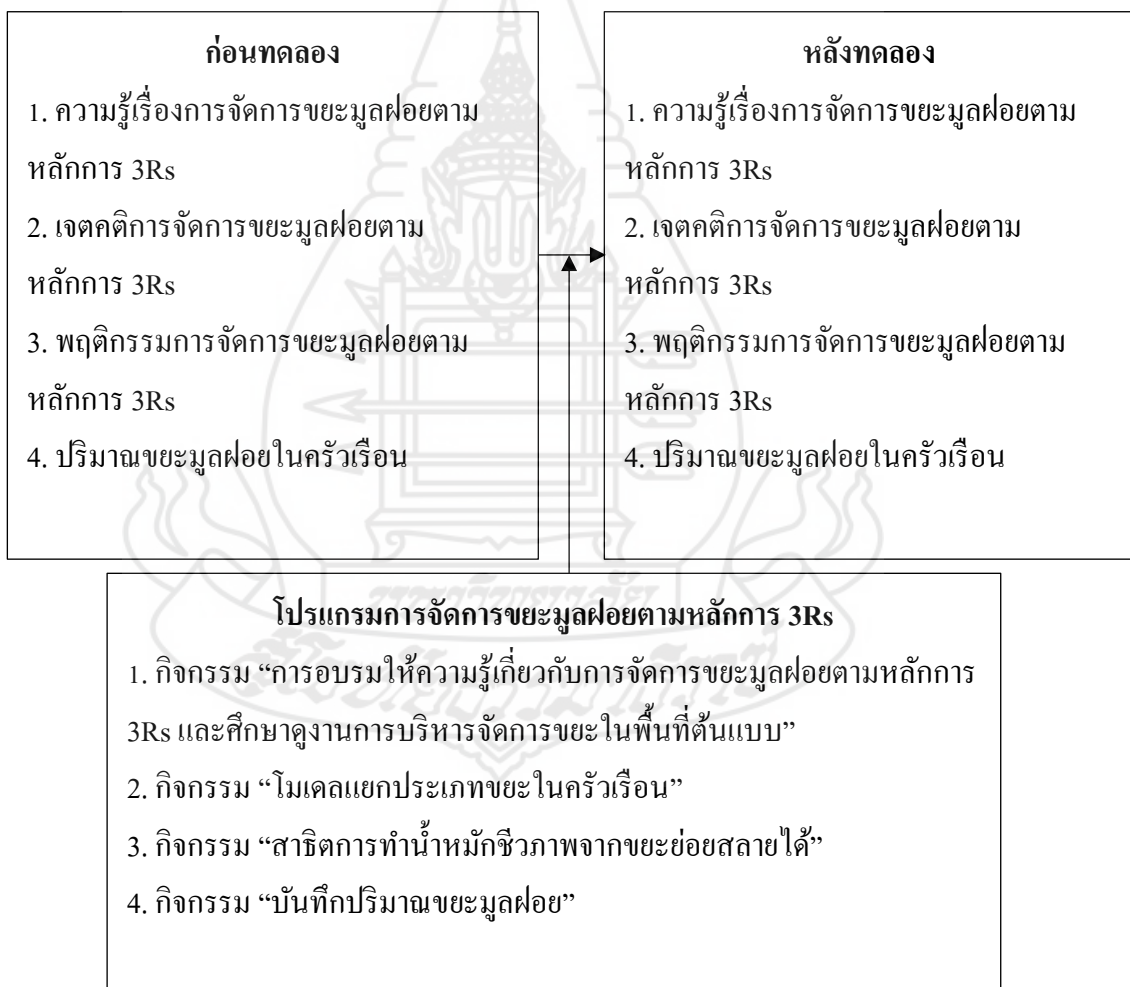 ก่อนทดลอง
1. ความรู้เรื่องการจัดการขยะมูลฝอยตาม
หลักการ 3Rs
2. เจตคติการจัดการขยะมูลฝอยตาม
หลักการ 3Rs
3. พฤติกรรมการจัดการขยะมูลฝอยตาม
หลักการ 3Rs
4. ปริมาณขยะมูลฝอยในครัวเรือน
หลังทดลอง
1. ความรู้เรื่องการจัดการขยะมูลฝอยตาม
หลักการ 3Rs
2. เจตคติการจัดการขยะมูลฝอยตาม
หลักการ 3Rs
3. พฤติกรรมการจัดการขยะมูลฝอยตาม
หลักการ 3Rs
4. ปริมาณขยะมูลฝอยในครัวเรือน
โปรแกรมการจัดการขยะมูลฝอยตามหลักการ 3Rs
1. กิจกรรม “การอบรมให้ความรู้เกี่ยวกับการจัดการขยะมูลฝอยตามหลักการ
3Rs และศึกษาดูงานการบริหารจัดการขยะในพื้นที่ต้นแบบ”
2. กิจกรรม “โมเดลแยกประเภทขยะในครัวเรือน”
3. กิจกรรม “สาธิตการทำน้ำหมักชีวภาพจากขยะย่อยสลายได้”
4. กิจกรรม “บันทึกปริมาณขยะมูลฝอย”